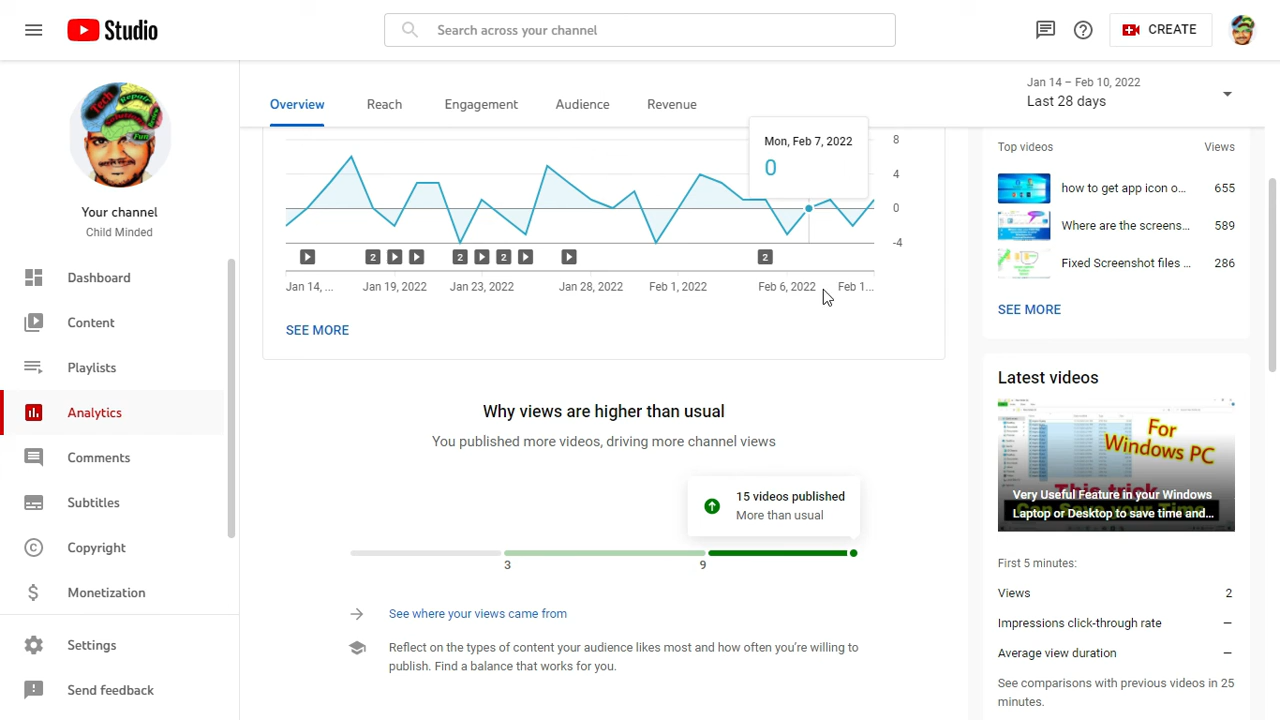 Studio
Search across your channel
CREATE
Tech Repair
Your channel
Child Minded
Dashboard
Content
Playlists
Analytics
Comments
Subtitles
Copyright
Monetization
Settings
Send feedback
Overview
Reach
Engagement
Audience
Revenue
Jan 14 – Feb 10, 2022
Last 28 days
Mon, Feb 7, 2022
0
8
4
0
-4
2
2
2
2
Jan 14, ...
Jan 19, 2022
Jan 23, 2022
Jan 28, 2022
Feb 1, 2022
Feb 6, 2022
Feb 1...
SEE MORE
Why views are higher than usual
You published more videos, driving more channel views
15 videos published
More than usual
3
9
See where your views came from
Reflect on the types of content your audience likes most and how often you’re willing to
publish. Find a balance that works for you.
Top videos
Views
how to get app icon o...
655
Where are the screens...
589
Fixed Screenshot files ...
286
SEE MORE
Latest videos
For
Windows PC
This trick
Very Useful Feature in your Windows
Laptop or Desktop to save time and...
First 5 minutes:
Views
2
Impressions click-through rate
–
Average view duration
–
See comparisons with previous videos in 25
minutes.